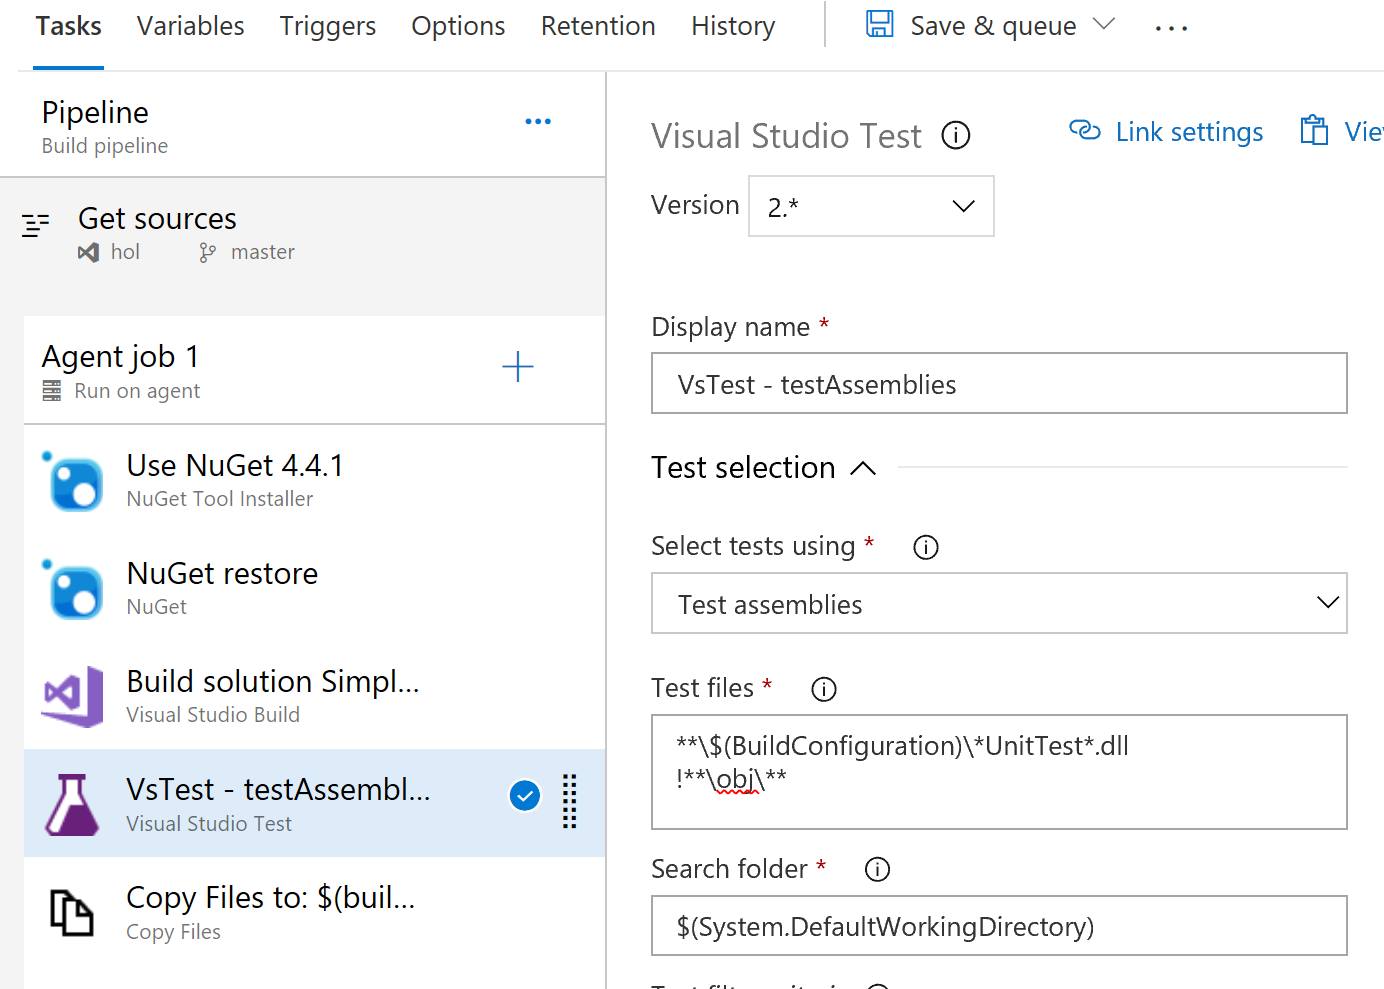 Tasks Variables Triggers Options Retention History Save & queue ...
Pipeline
Build pipeline
Get sources
hol master
Agent job 1
Run on agent
Use NuGet 4.4.1
NuGet Tool Installer
NuGet restore
NuGet
Build solution Simpl...
Visual Studio Build
VsTest - testAssembl...
Visual Studio Test
Copy Files to: $(buil...
Copy Files
Visual Studio Test Link settings
Version 2.*
Display name *
VsTest - testAssemblies
Test selection
Select tests using *
Test assemblies
Test files *
**\$(BuildConfiguration)\*UnitTest*.dll
!**\obj\**
Search folder *
$(System.DefaultWorkingDirectory)